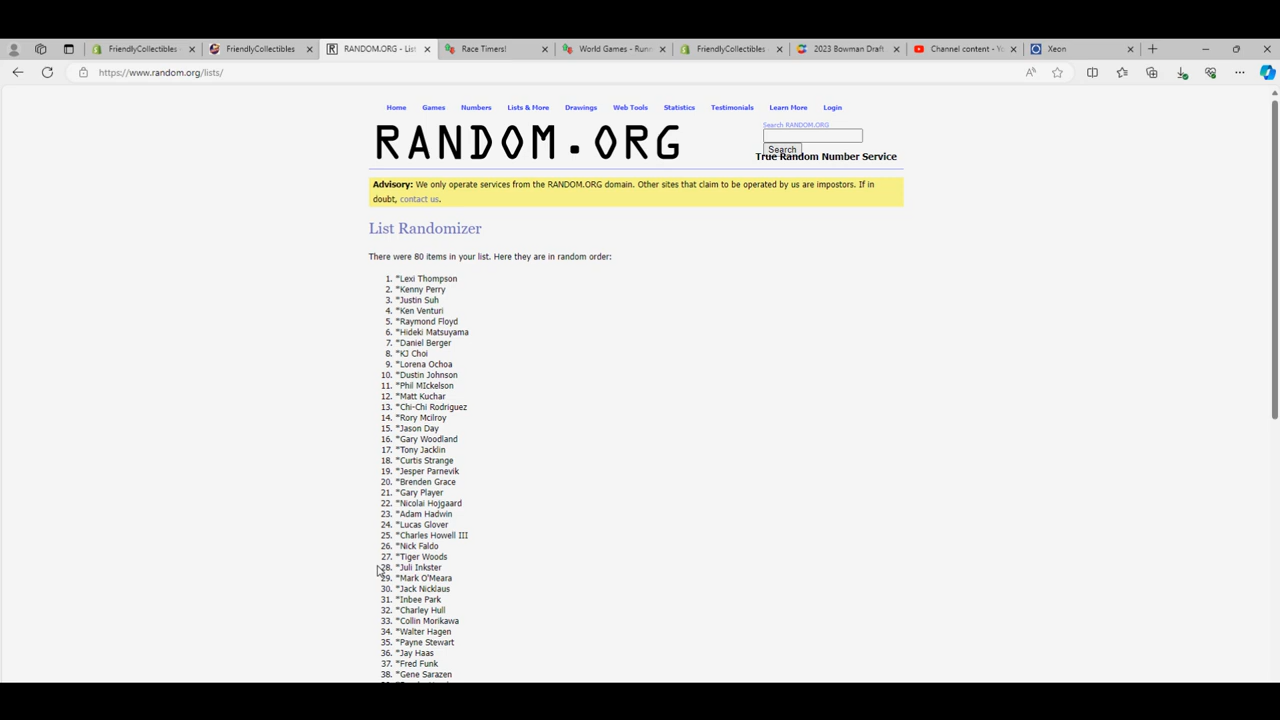 FriendlyCollectibles
FriendlyCollectibles
RANDOM.ORG - List
Race Timers!
World Games - Runn
FriendlyCollectibles
2023 Bowman Draft
Channel content - Y
Xeon
https://www.random.org/lists/
Home Games Numbers Lists & More Drawings Web Tools Statistics Testimonials Learn More Login
Search RANDOM.ORG
RANDOM.ORG
Search
True Random Number Service
Advisory: We only operate services from the RANDOM.ORG domain. Other sites that claim to be operated by us are impostors. If in
doubt, contact us.
List Randomizer
There were 80 items in your list. Here they are in random order:
1. *Lexi Thompson
2. *Kenny Perry
3. *Justin Suh
4. *Ken Venturi
5. *Raymond Floyd
6. *Hideki Matsuyama
7. *Daniel Berger
8. *KJ Choi
9. *Lorena Ochoa
10. *Dustin Johnson
11. *Phil MIckelson
12. *Matt Kuchar
13. *Chi-Chi Rodriguez
14. *Rory Mcilroy
15. *Jason Day
16. *Gary Woodland
17. *Tony Jacklin
18. *Curtis Strange
19. *Jesper Parnevik
20. *Brenden Grace
21. *Gary Player
22. *Nicolai Hojgaard
23. *Adam Hadwin
24. *Lucas Glover
25. *Charles Howell III
26. *Nick Faldo
27. *Tiger Woods
28. *Juli Inkster
29. *Mark O'Meara
30. *Jack Nicklaus
31. *Inbee Park
32. *Charley Hull
33. *Collin Morikawa
34. *Walter Hagen
35. *Payne Stewart
36. *Jay Haas
37. *Fred Funk
38. *Gene Sarazen